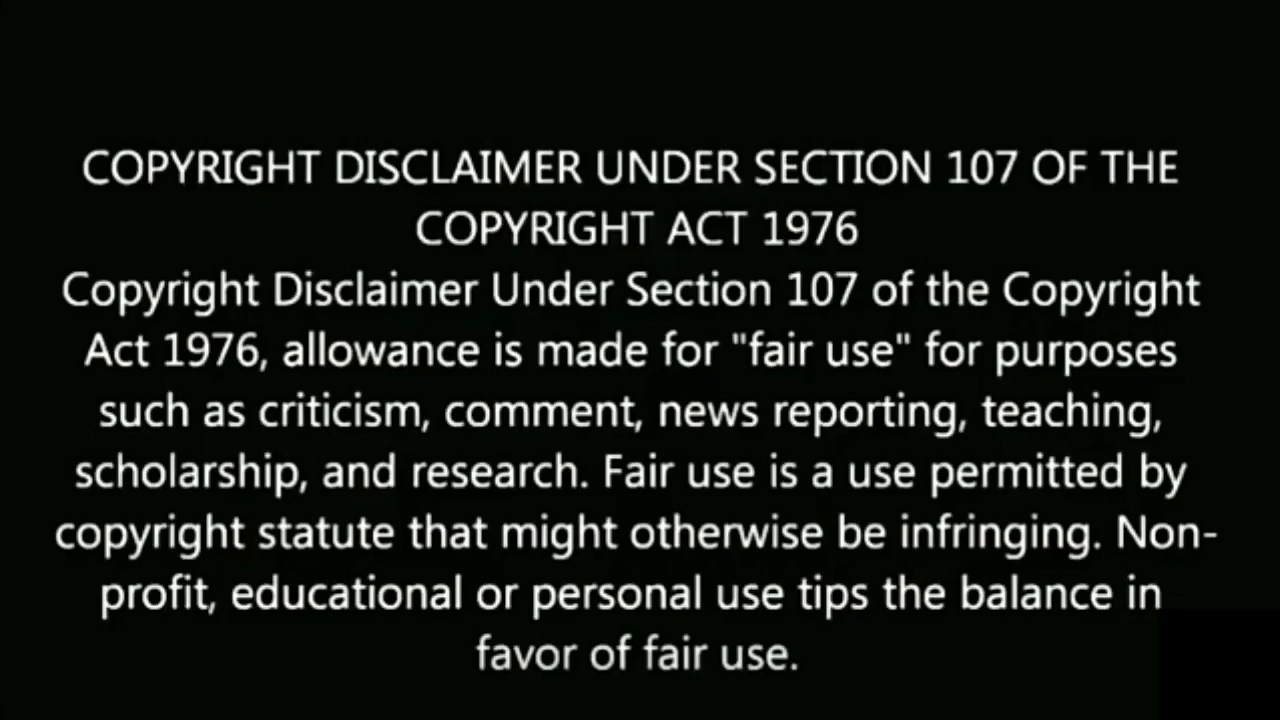 COPYRIGHT DISCLAIMER UNDER SECTION 107 OF THE
COPYRIGHT ACT 1976
Copyright Disclaimer Under Section 107 of the Copyright
Act 1976, allowance is made for "fair use" for purposes
such as criticism, comment, news reporting, teaching,
scholarship, and research. Fair use is a use permitted by
copyright statute that might otherwise be infringing. Non-
profit, educational or personal use tips the balance in
favor of fair use.